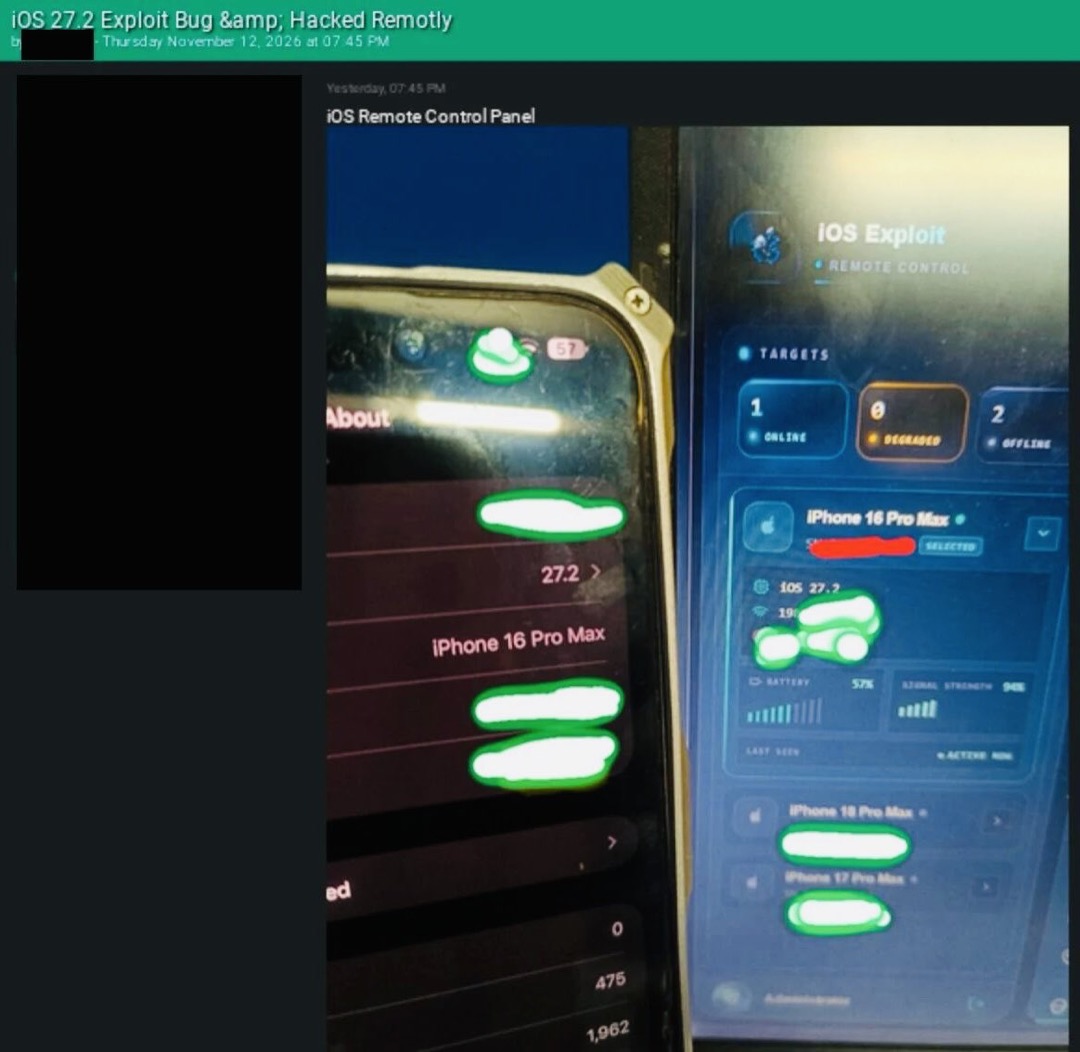 iOS 27.2 Exploit Bug &amp; Hacked Remotly
by
- Thursday November 12, 2026 at 07:45 PM
Yesterday, 07:45 PM
iOS Remote Control Panel
57
About
27.2
iPhone 16 Pro Max
ed
0
475
1,962
iOS Exploit
REMOTE CONTROL
TARGETS
1
ONLINE
0
DEGRADED
2
OFFLINE
iPhone 16 Pro Max
SELECTED
iOS 27.2
19
BATTERY 57%
SIGNAL STRENGTH 94%
LAST SEEN
ACTIVE NOW
iPhone 18 Pro Max
iPhone 17 Pro Max
Administrator